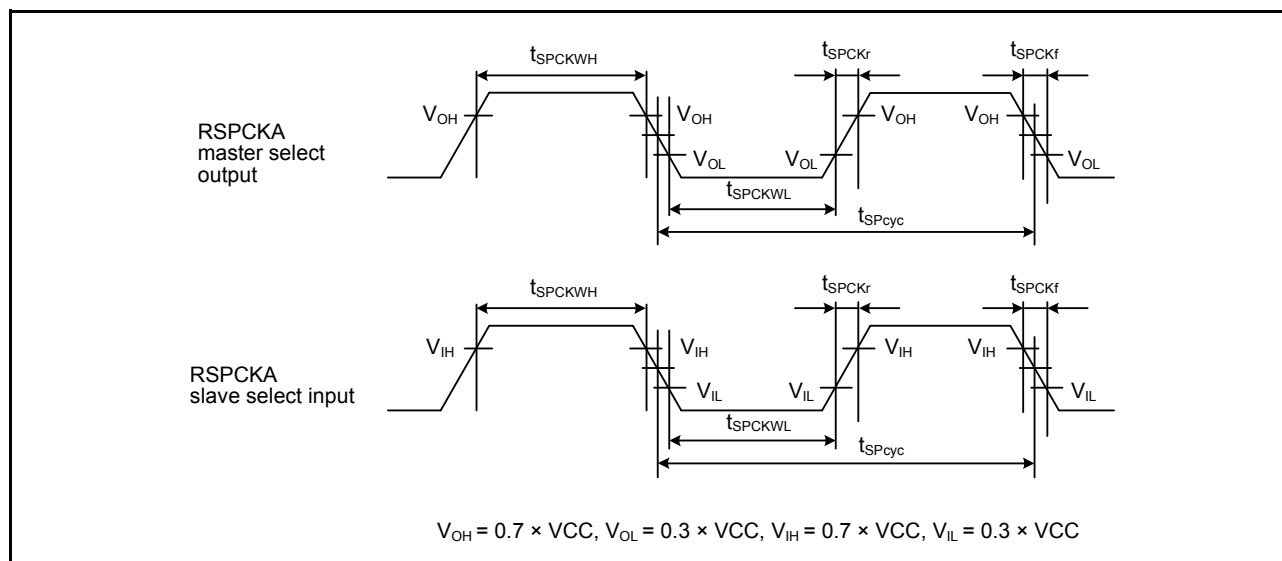 tSPCKWH tSPCKr tSPCKf
VOH VOH VOH VOH
RSPCKA
master select
output
VOL VOL VOL
tSPCKWL
tSPcyc
tSPCKWH tSPCKr tSPCKf
VIH VIH VIH VIH
RSPCKA
slave select input
VIL VIL VIL
tSPCKWL
tSPcyc
VOH = 0.7 × VCC, VOL = 0.3 × VCC, VIH = 0.7 × VCC, VIL = 0.3 × VCC